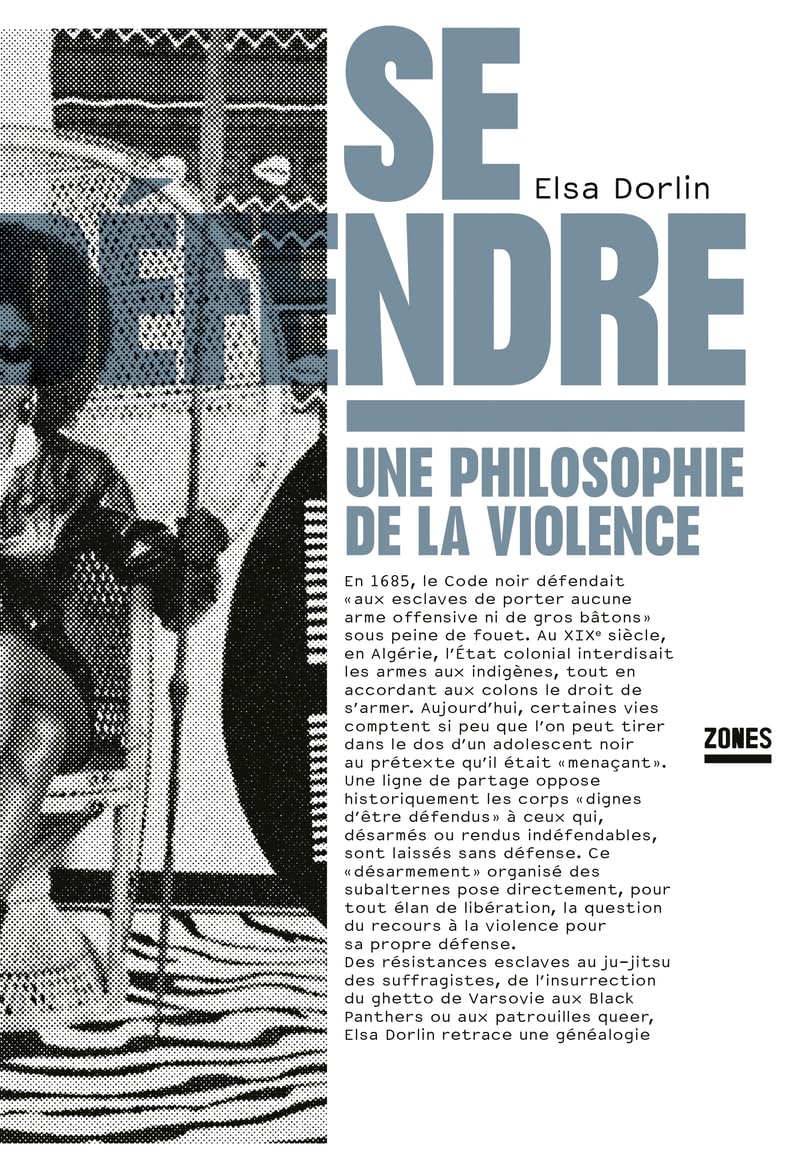 SE
Elsa Dorlin
DÉFENDRE
UNE PHILOSOPHIE
DE LA VIOLENCE
En 1685, le Code noir défendait
«aux esclaves de porter aucune
arme offensive ni de gros bâtons»
sous peine de fouet. Au XIXᵉ siècle,
en Algérie, l’État colonial interdisait
les armes aux indigènes, tout en
accordant aux colons le droit de
s’armer. Aujourd’hui, certaines vies
comptent si peu que l’on peut tirer
dans le dos d’un adolescent noir
au prétexte qu’il était «menaçant».
Une ligne de partage oppose
historiquement les corps «dignes
d’être défendus» à ceux qui,
désarmés ou rendus indéfendables,
sont laissés sans défense. Ce
«désarmement» organisé des
subalternes pose directement, pour
tout élan de libération, la question
du recours à la violence pour
sa propre défense.
Des résistances esclaves au ju-jitsu
des suffragistes, de l’insurrection
du ghetto de Varsovie aux Black
Panthers ou aux patrouilles queer,
Elsa Dorlin retrace une généalogie
ZONES